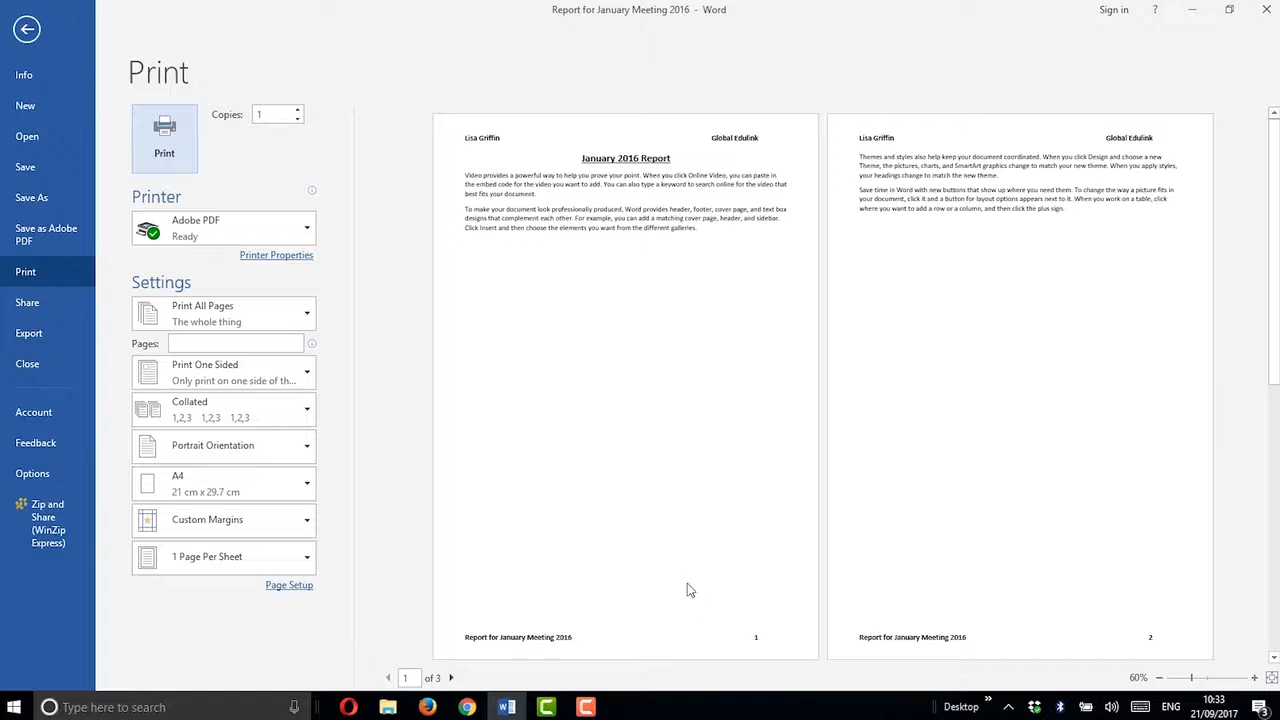 Report for January Meeting 2016 - Word
Sign in ?
Info
New
Open
Save
Save As
Save as Adobe
PDF
Print
Share
Export
Close
Account
Feedback
Options
Zip and
Share
(WinZip
Express)
Print
Print
Copies: 1
Printer
Adobe PDF
Ready
Printer Properties
Settings
Print All Pages
The whole thing
Pages:
Print One Sided
Only print on one side of th...
Collated
1,2,3 1,2,3 1,2,3
Portrait Orientation
A4
21 cm x 29.7 cm
Custom Margins
1 Page Per Sheet
Page Setup
Lisa Griffin Global Edulink
January 2016 Report
Video provides a powerful way to help you prove your point. When you click Online Video, you can paste in
the embed code for the video you want to add. You can also type a keyword to search online for the video that
best fits your document.
To make your document look professionally produced, Word provides header, footer, cover page, and text box
designs that complement each other. For example, you can add a matching cover page, header, and sidebar.
Click Insert and then choose the elements you want from the different galleries.
Report for January Meeting 2016 1
Lisa Griffin Global Edulink
Themes and styles also help keep your document coordinated. When you click Design and choose a new
Theme, the pictures, charts, and SmartArt graphics change to match your new theme. When you apply styles,
your headings change to match the new theme.
Save time in Word with new buttons that show up where you need them. To change the way a picture fits in
your document, click it and a button for layout options appears next to it. When you work on a table, click
where you want to add a row or a column, and then click the plus sign.
Report for January Meeting 2016 2
1 of 3
60%
Type here to search
Desktop
ENG
10:33
21/09/2017
3